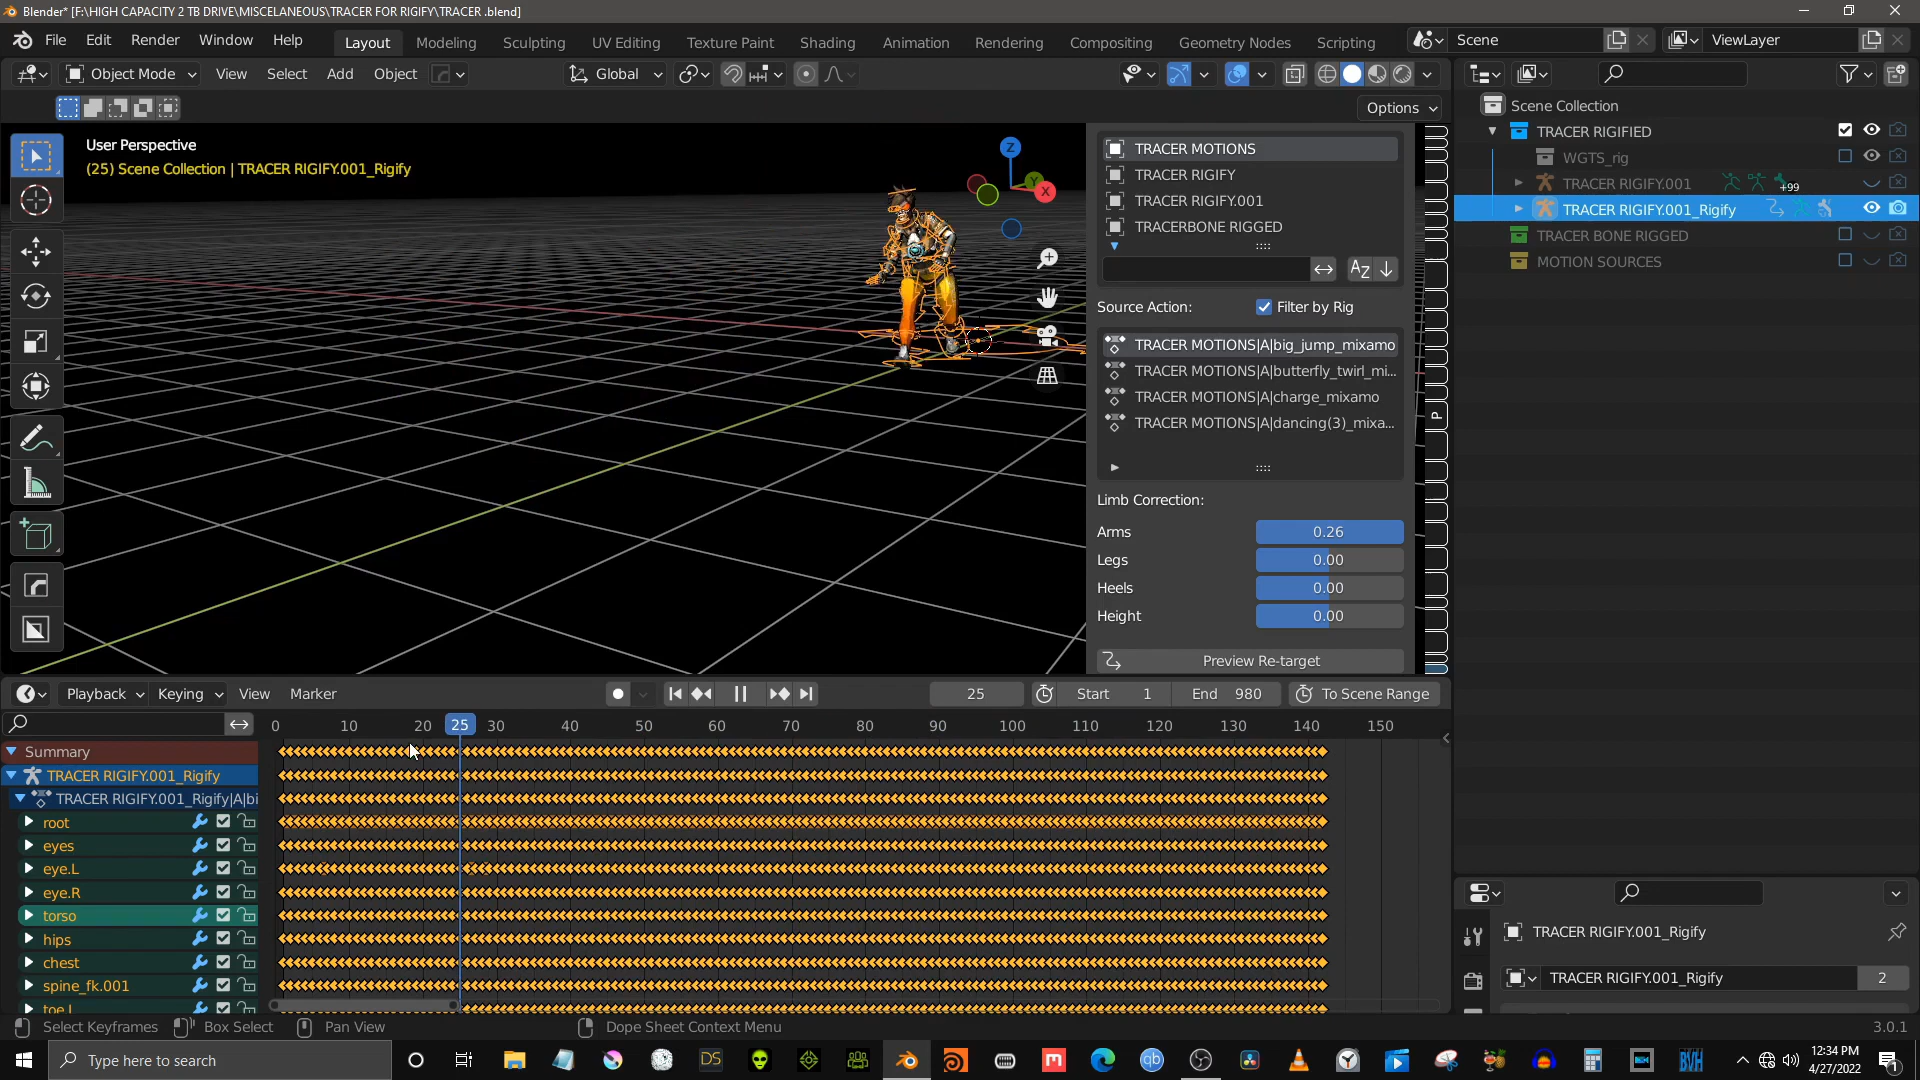 Blender* [F:\HIGH CAPACITY 2 TB DRIVE\MISCELANEOUS\TRACER FOR RIGIFY\TRACER .blend]
File Edit Render Window Help Layout Modeling Sculpting UV Editing Texture Paint Shading Animation Rendering Compositing Geometry Nodes Scripting Scene ViewLayer
Object Mode View Select Add Object Global
Options
User Perspective
(25) Scene Collection | TRACER RIGIFY.001_Rigify
Z
Y
X
TRACER MOTIONS
TRACER RIGIFY
TRACER RIGIFY.001
TRACERBONE RIGGED
AZ
Source Action: Filter by Rig
TRACER MOTIONS|A|big_jump_mixamo
TRACER MOTIONS|A|butterfly_twirl_mi...
TRACER MOTIONS|A|charge_mixamo
TRACER MOTIONS|A|dancing(3)_mixa...
Limb Correction:
Arms 0.26
Legs 0.00
Heels 0.00
Height 0.00
Preview Re-target
P
Scene Collection
TRACER RIGIFIED
WGTS_rig
TRACER RIGIFY.001 +99
TRACER RIGIFY.001_Rigify
TRACER BONE RIGGED
MOTION SOURCES
Playback Keying View Marker 25 Start 1 End 980 To Scene Range
0 10 20 25 30 40 50 60 70 80 90 100 110 120 130 140 150
Summary
TRACER RIGIFY.001_Rigify
TRACER RIGIFY.001_Rigify|A|bi
root
eyes
eye.L
eye.R
torso
hips
chest
spine_fk.001
toe.L
TRACER RIGIFY.001_Rigify
TRACER RIGIFY.001_Rigify 2
Select Keyframes Box Select Pan View Dope Sheet Context Menu 3.0.1
Type here to search
DS
qb
BVH
12:34 PM
4/27/2022
1